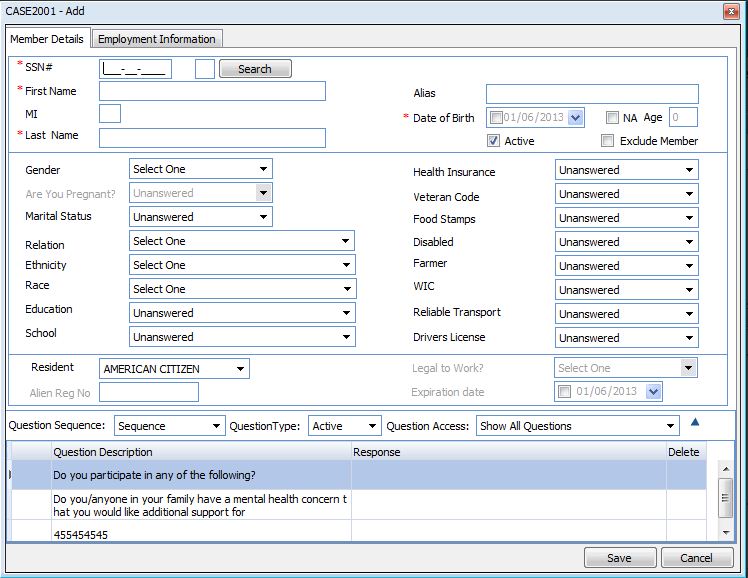 CASE2001 - Add
Member Details Employment Information
* SSN# ___-__-____ Search
* First Name Alias
MI * Date of Birth 01/06/2013 NA Age 0
* Last Name Active Exclude Member
Gender Select One Health Insurance Unanswered
Are You Pregnant? Unanswered Veteran Code Unanswered
Marital Status Unanswered Food Stamps Unanswered
Relation Select One Disabled Unanswered
Ethnicity Select One Farmer Unanswered
Race Select One WIC Unanswered
Education Unanswered Reliable Transport Unanswered
School Unanswered Drivers License Unanswered
Resident AMERICAN CITIZEN Legal to Work? Select One
Alien Reg No Expiration date 01/06/2013
Question Sequence: Sequence QuestionType: Active Question Access: Show All Questions
Question Description Response Delete
Do you participate in any of the following?
Do you/anyone in your family have a mental health concern t
hat you would like additional support for
455454545
Save Cancel